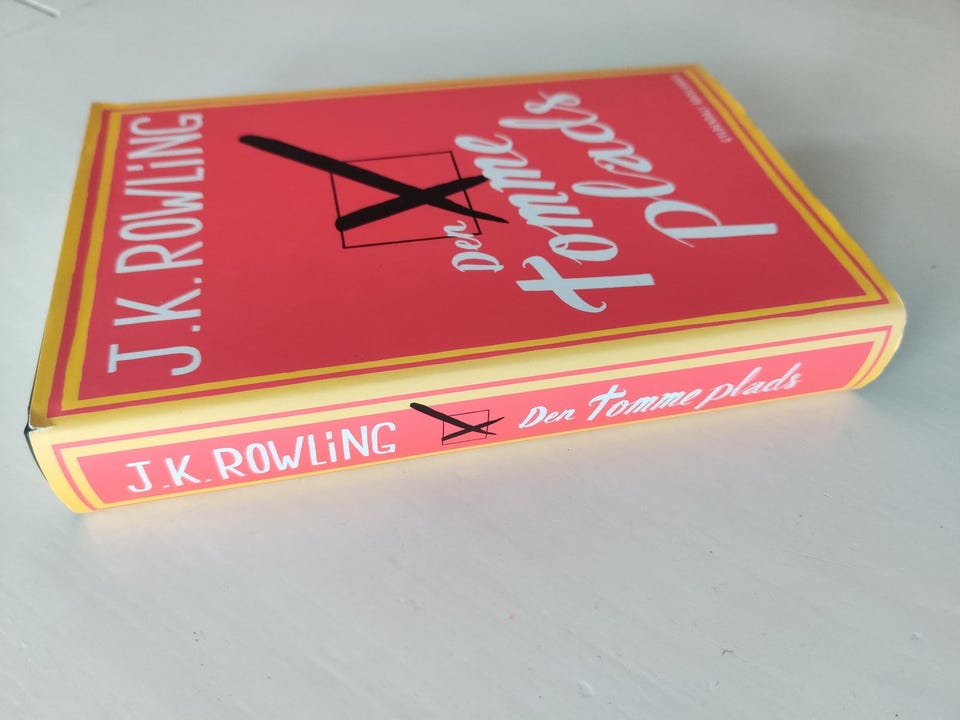 J.K. ROWLING
Den
tomme
plads
J.K. ROWLING Den tomme plads